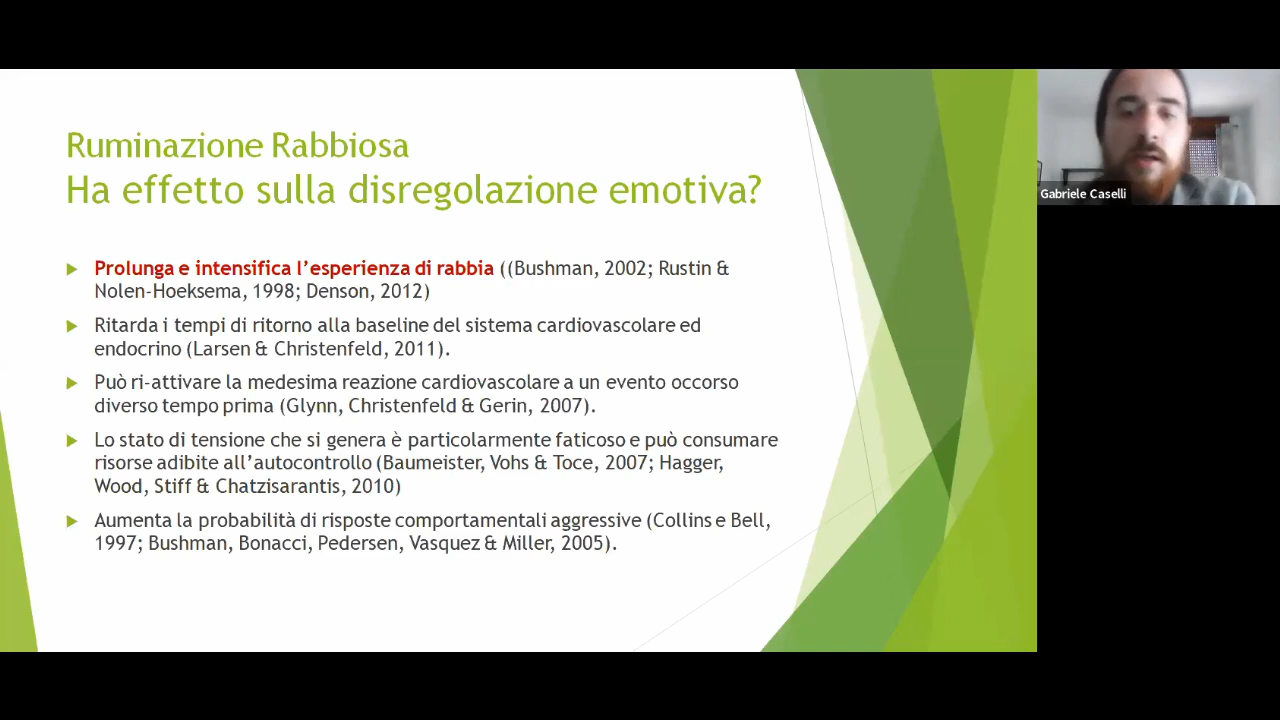 Ruminazione Rabbiosa
Ha effetto sulla disregolazione emotiva?
Prolunga e intensifica l'esperienza di rabbia ((Bushman, 2002; Rustin &
Nolen-Hoeksema, 1998; Denson, 2012)
Ritarda i tempi di ritorno alla baseline del sistema cardiovascolare ed
endocrino (Larsen & Christenfeld, 2011).
Può ri-attivare la medesima reazione cardiovascolare a un evento occorso
diverso tempo prima (Glynn, Christenfeld & Gerin, 2007).
Lo stato di tensione che si genera è particolarmente faticoso e può consumare
risorse adibite all'autocontrollo (Baumeister, Vohs & Toce, 2007; Hagger,
Wood, Stiff & Chatzisarantis, 2010)
Aumenta la probabilità di risposte comportamentali aggressive (Collins e Bell,
1997; Bushman, Bonacci, Pedersen, Vasquez & Miller, 2005).
Gabriele Caselli